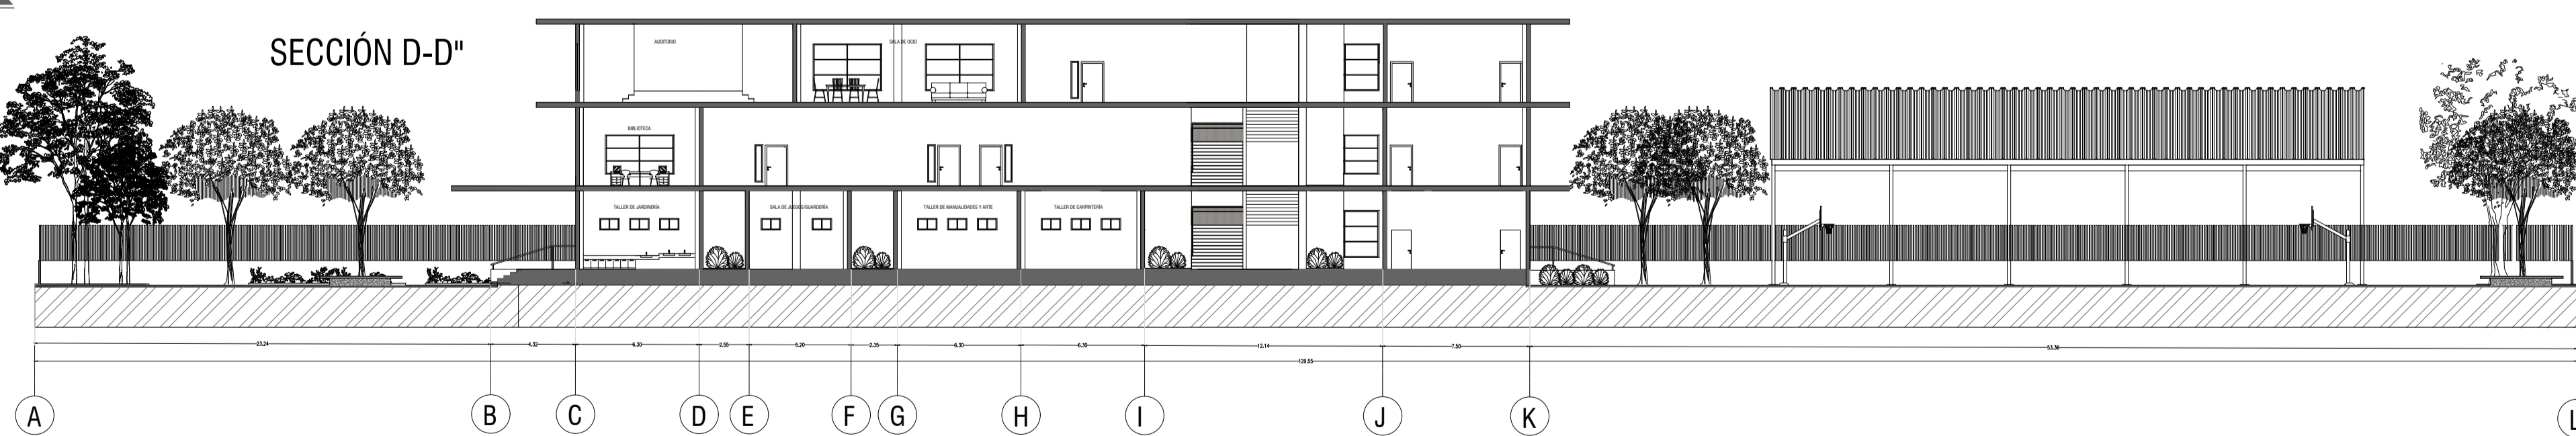 SECCIÓN D-D"
AUDITORIO
SALA DE OCIO
BIBLIOTECA
TALLER DE JARDINERÍA
SALA DE JUEGOS/GUARDERÍA
TALLER DE MANUALIDADES Y ARTE
TALLER DE CARPINTERÍA
23.24
4.32
6.30
2.55
5.20
2.35
6.30
6.30
12.14
7.50
53.36
129.55
A
B
C
D
E
F
G
H
I
J
K
L